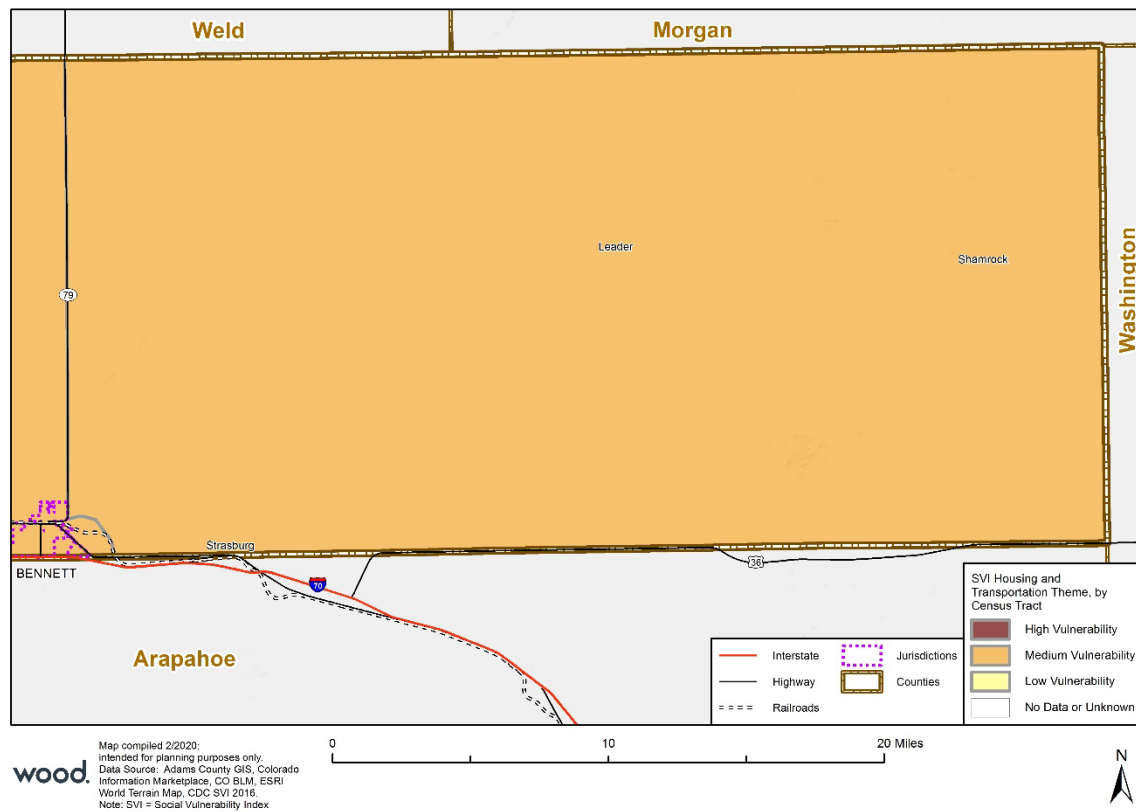 Weld
Morgan
Washington
Leader
Shamrock
79
Strasburg
BENNETT
36
70
Arapahoe
SVI Housing and
Transportation Theme, by
Census Tract
High Vulnerability
Medium Vulnerability
Low Vulnerability
No Data or Unknown
Interstate
Highway
Railroads
Jurisdictions
Counties
wood.
Map compiled 2/2020;
intended for planning purposes only.
Data Source: Adams County GIS, Colorado
Information Marketplace, CO BLM, ESRI
World Terrain Map, CDC SVI 2016.
Note: SVI = Social Vulnerability Index
0 10 20 Miles
N